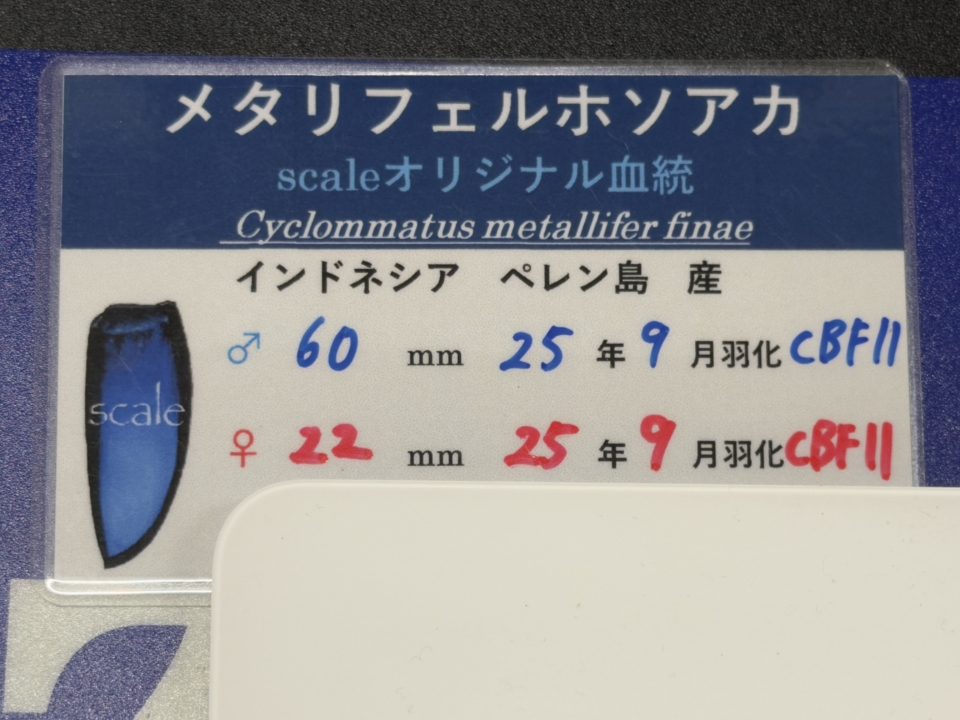 メタリフェルホソアカ
scaleオリジナル血統
Cyclommatus metallifer finae
インドネシア ペレン島 産
♂ 60 mm 25 年 9 月羽化 CBF11
scale
♀ 22 mm 25 年 9 月羽化 CBF11